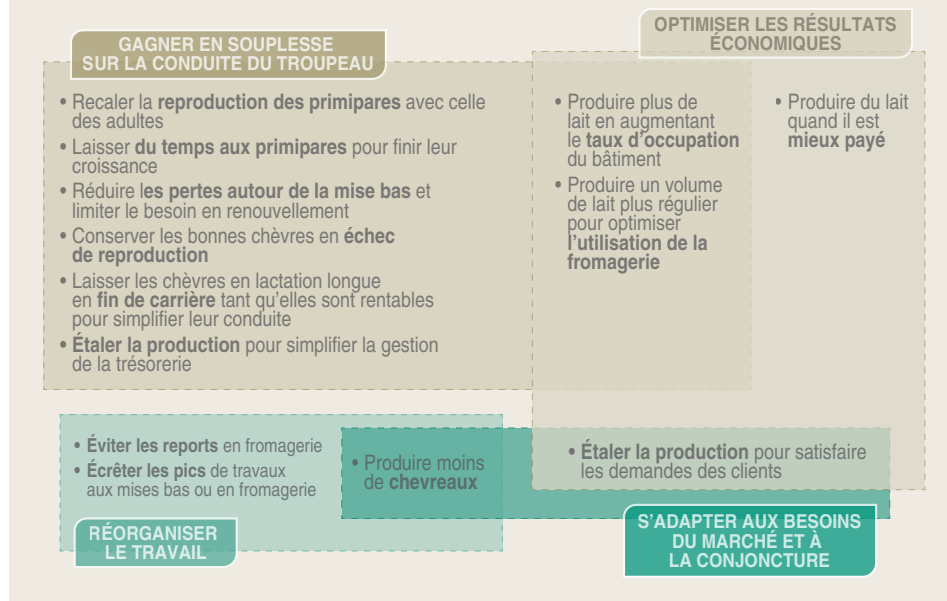 GAGNER EN SOUPLESSE
SUR LA CONDUITE DU TROUPEAU
• Recaler la reproduction des primipares avec celle
des adultes
• Laisser du temps aux primipares pour finir leur
croissance
• Réduire les pertes autour de la mise bas et
limiter le besoin en renouvellement
• Conserver les bonnes chèvres en échec
de reproduction
• Laisser les chèvres en lactation longue
en fin de carrière tant qu’elles sont rentables
pour simplifier leur conduite
• Étaler la production pour simplifier la gestion
de la trésorerie
OPTIMISER LES RÉSULTATS
ÉCONOMIQUES
• Produire plus de
lait en augmentant
le taux d’occupation
du bâtiment
• Produire un volume
de lait plus régulier
pour optimiser
l’utilisation de la
fromagerie
• Produire du lait
quand il est
mieux payé
• Éviter les reports en fromagerie
• Écrêter les pics de travaux
aux mises bas ou en fromagerie
• Produire moins
de chevreaux
• Étaler la production pour satisfaire
les demandes des clients
RÉORGANISER
LE TRAVAIL
S’ADAPTER AUX BESOINS
DU MARCHÉ ET À
LA CONJONCTURE